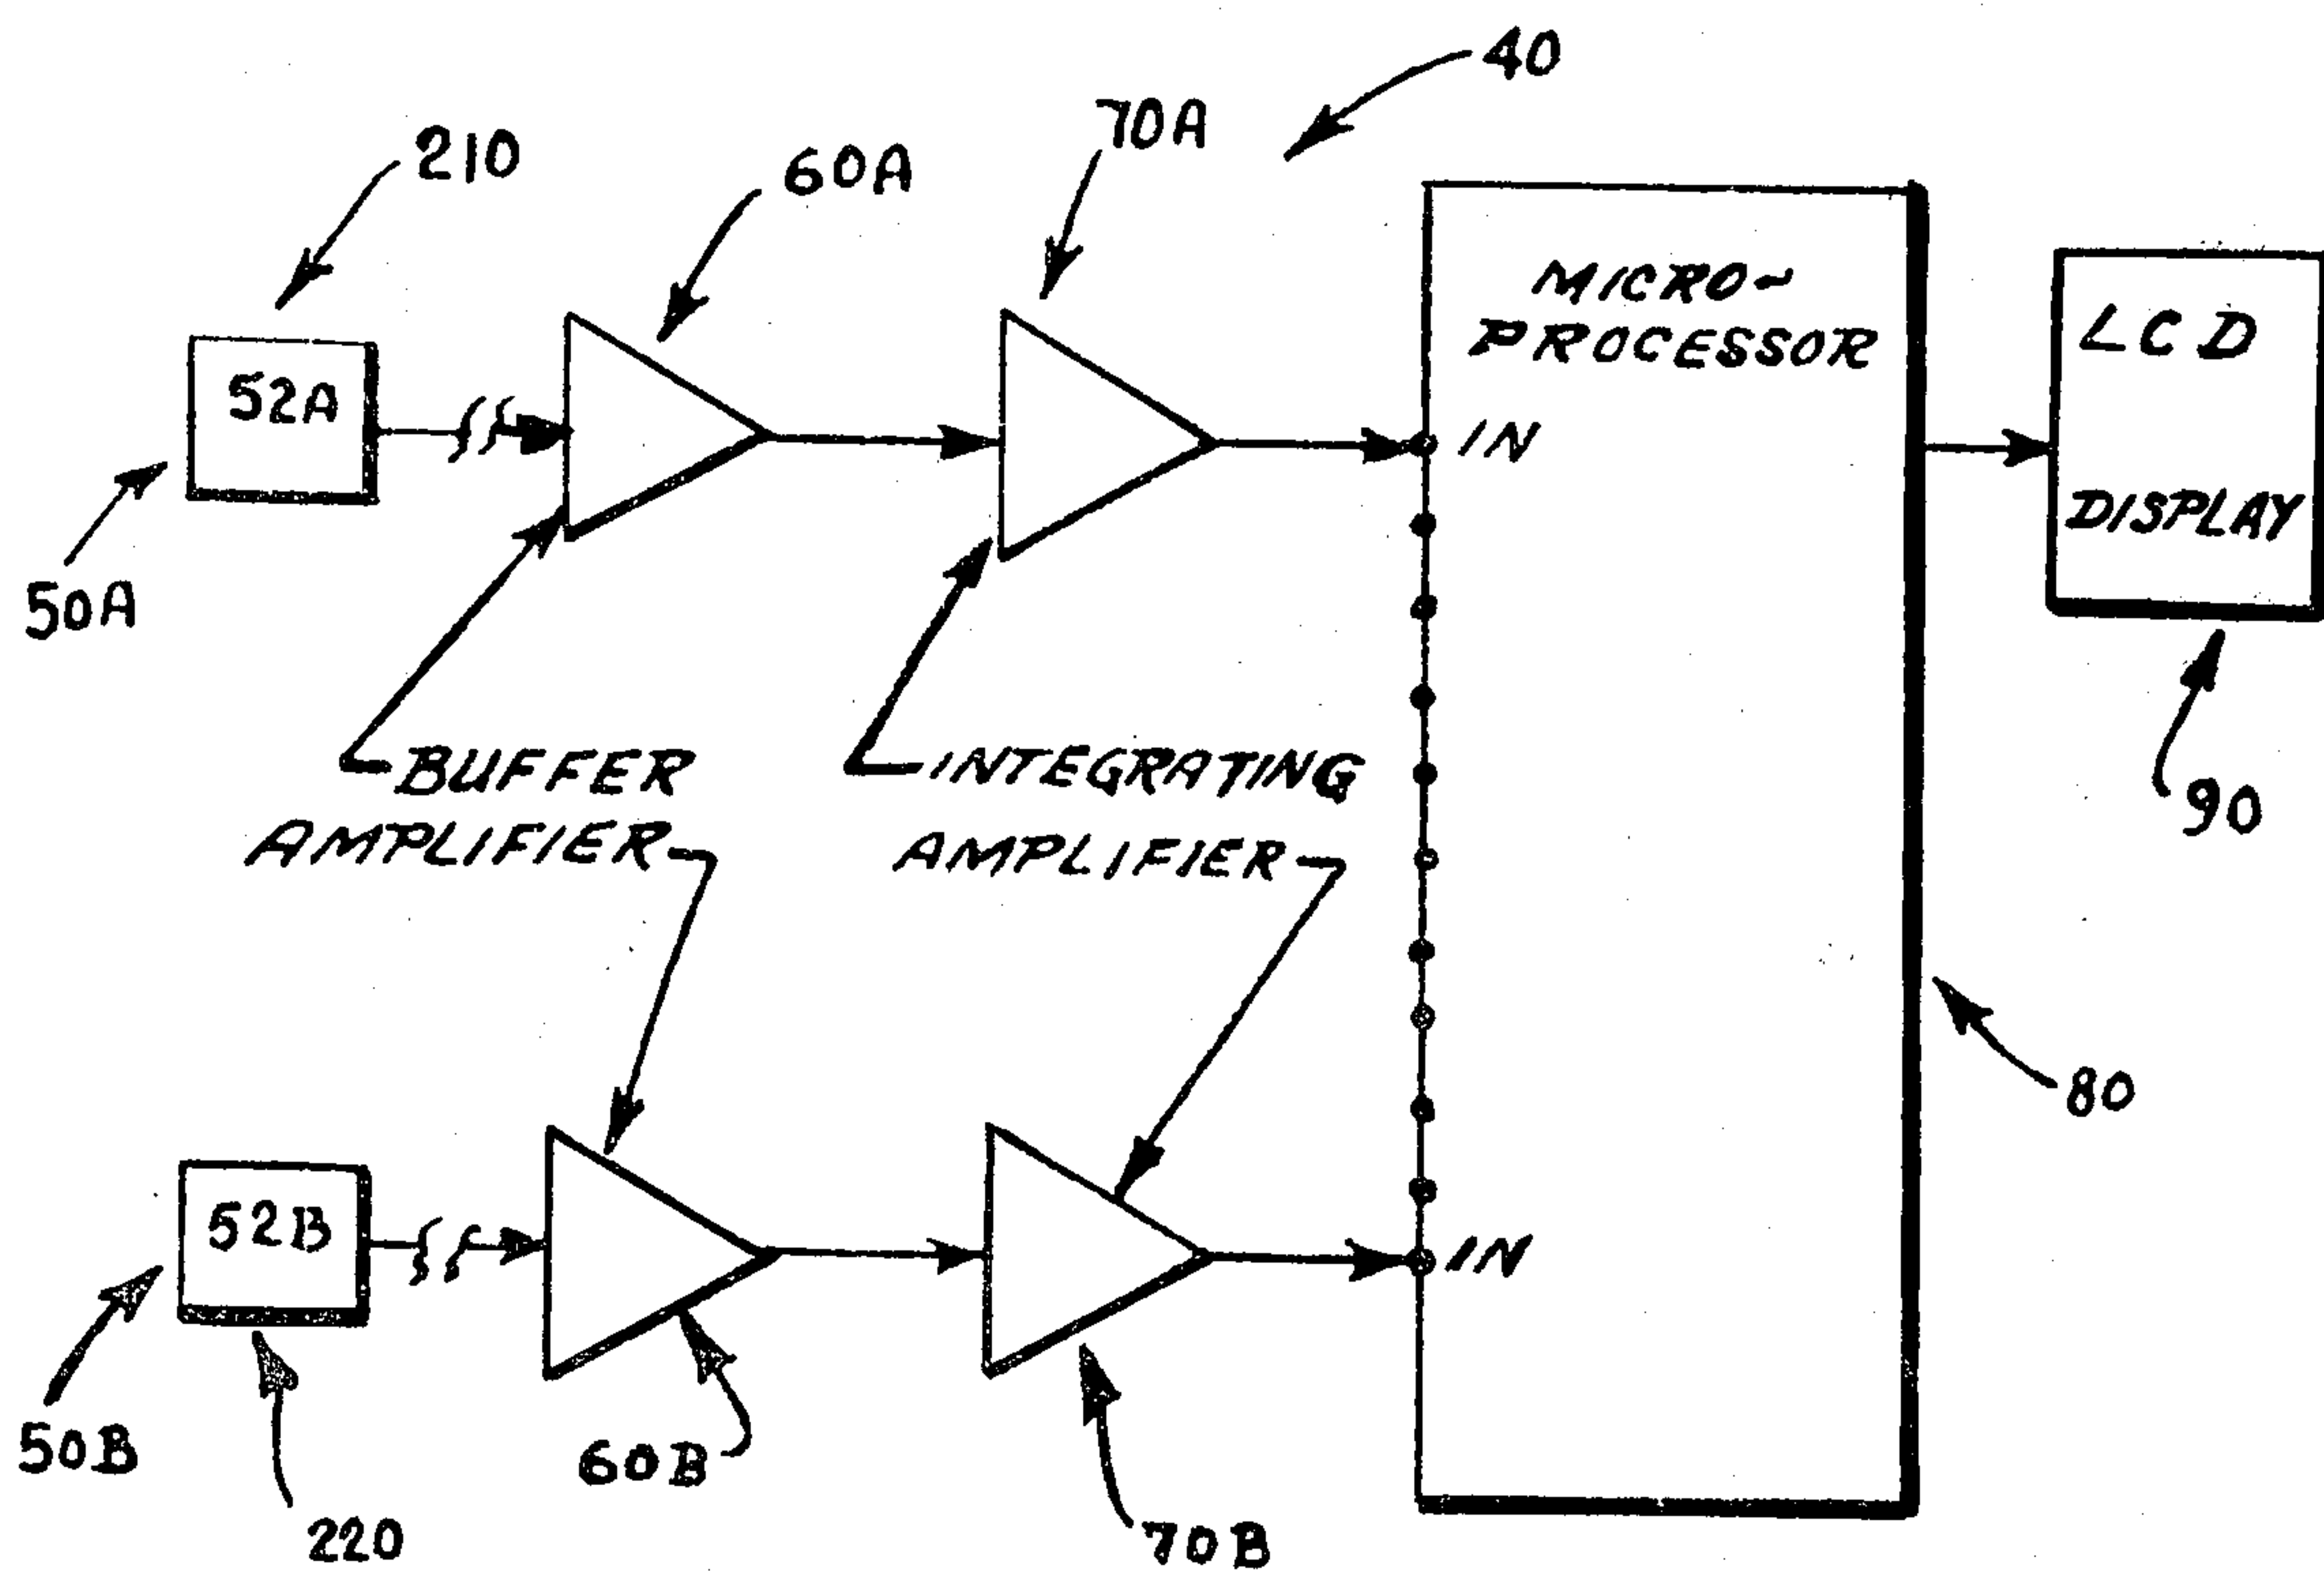 40
70A
210
60A
MICRO-
PROCESSOR
LCD
DISPLAY
52A
IN
50A
BUFFER
AMPLIFIER
INTEGRATING
AMPLIFIER
90
80
52B
IN
50B
60B
220
70B